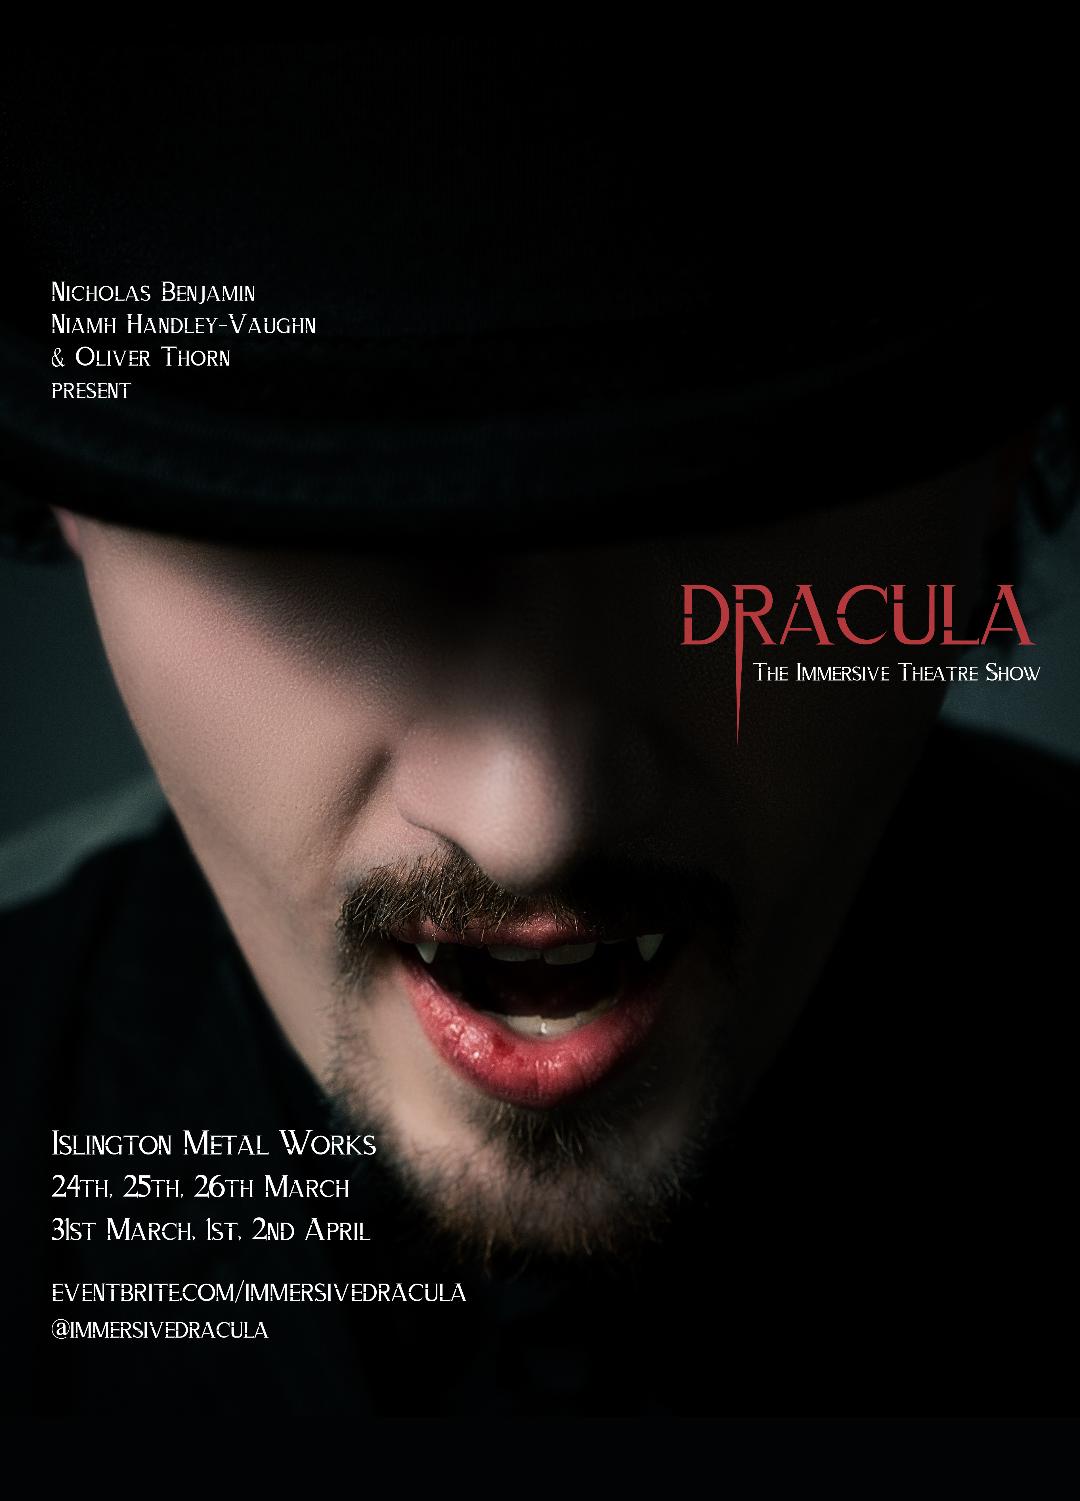 Nicholas Benjamin
Niamh Handley-Vaughn
& Oliver Thorn
present
DRACULA
The Immersive Theatre Show
Islington Metal Works
24th, 25th, 26th March
31st March, 1st, 2nd April
eventbrite.com/immersivedracula
@immersivedracula